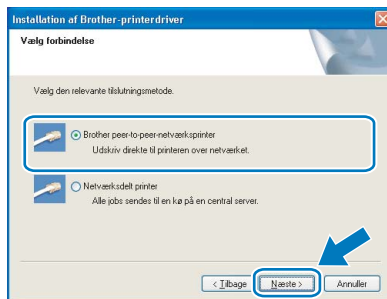 Installation af Brother-printerdriver
Vælg forbindelse
Vælg den relevante tilslutningsmetode.
Brother peer-to-peer-netværksprinter
Udskriv direkte til printeren over netværket.
Netværksdelt printer
Alle jobs sendes til en kø på en central server.
< Tilbage Næste > Annuller